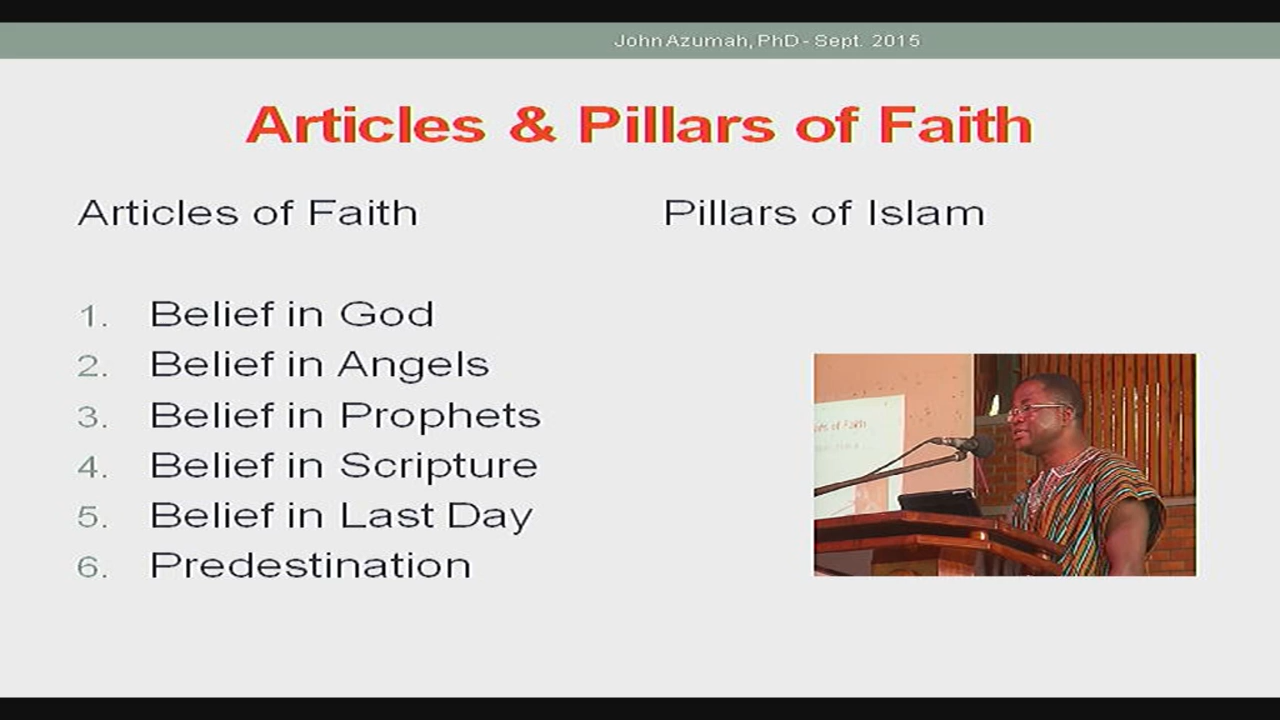 John Azumah, PhD - Sept. 2015
Articles & Pillars of Faith
Articles of Faith
Pillars of Islam
1. Belief in God
2. Belief in Angels
3. Belief in Prophets
4. Belief in Scripture
5. Belief in Last Day
6. Predestination
of Faith